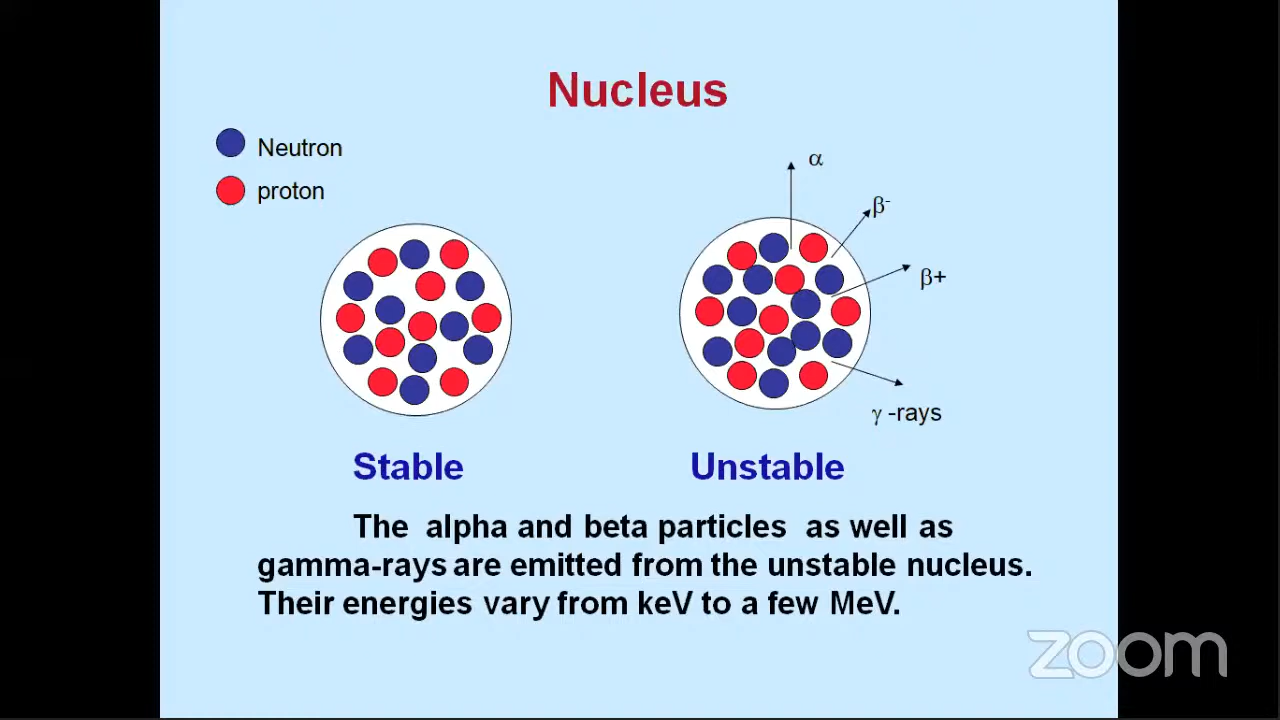 Nucleus
Neutron
proton
α
β-
β+
γ -rays
Stable
Unstable
The alpha and beta particles as well as
gamma-rays are emitted from the unstable nucleus.
Their energies vary from keV to a few MeV.
zoom